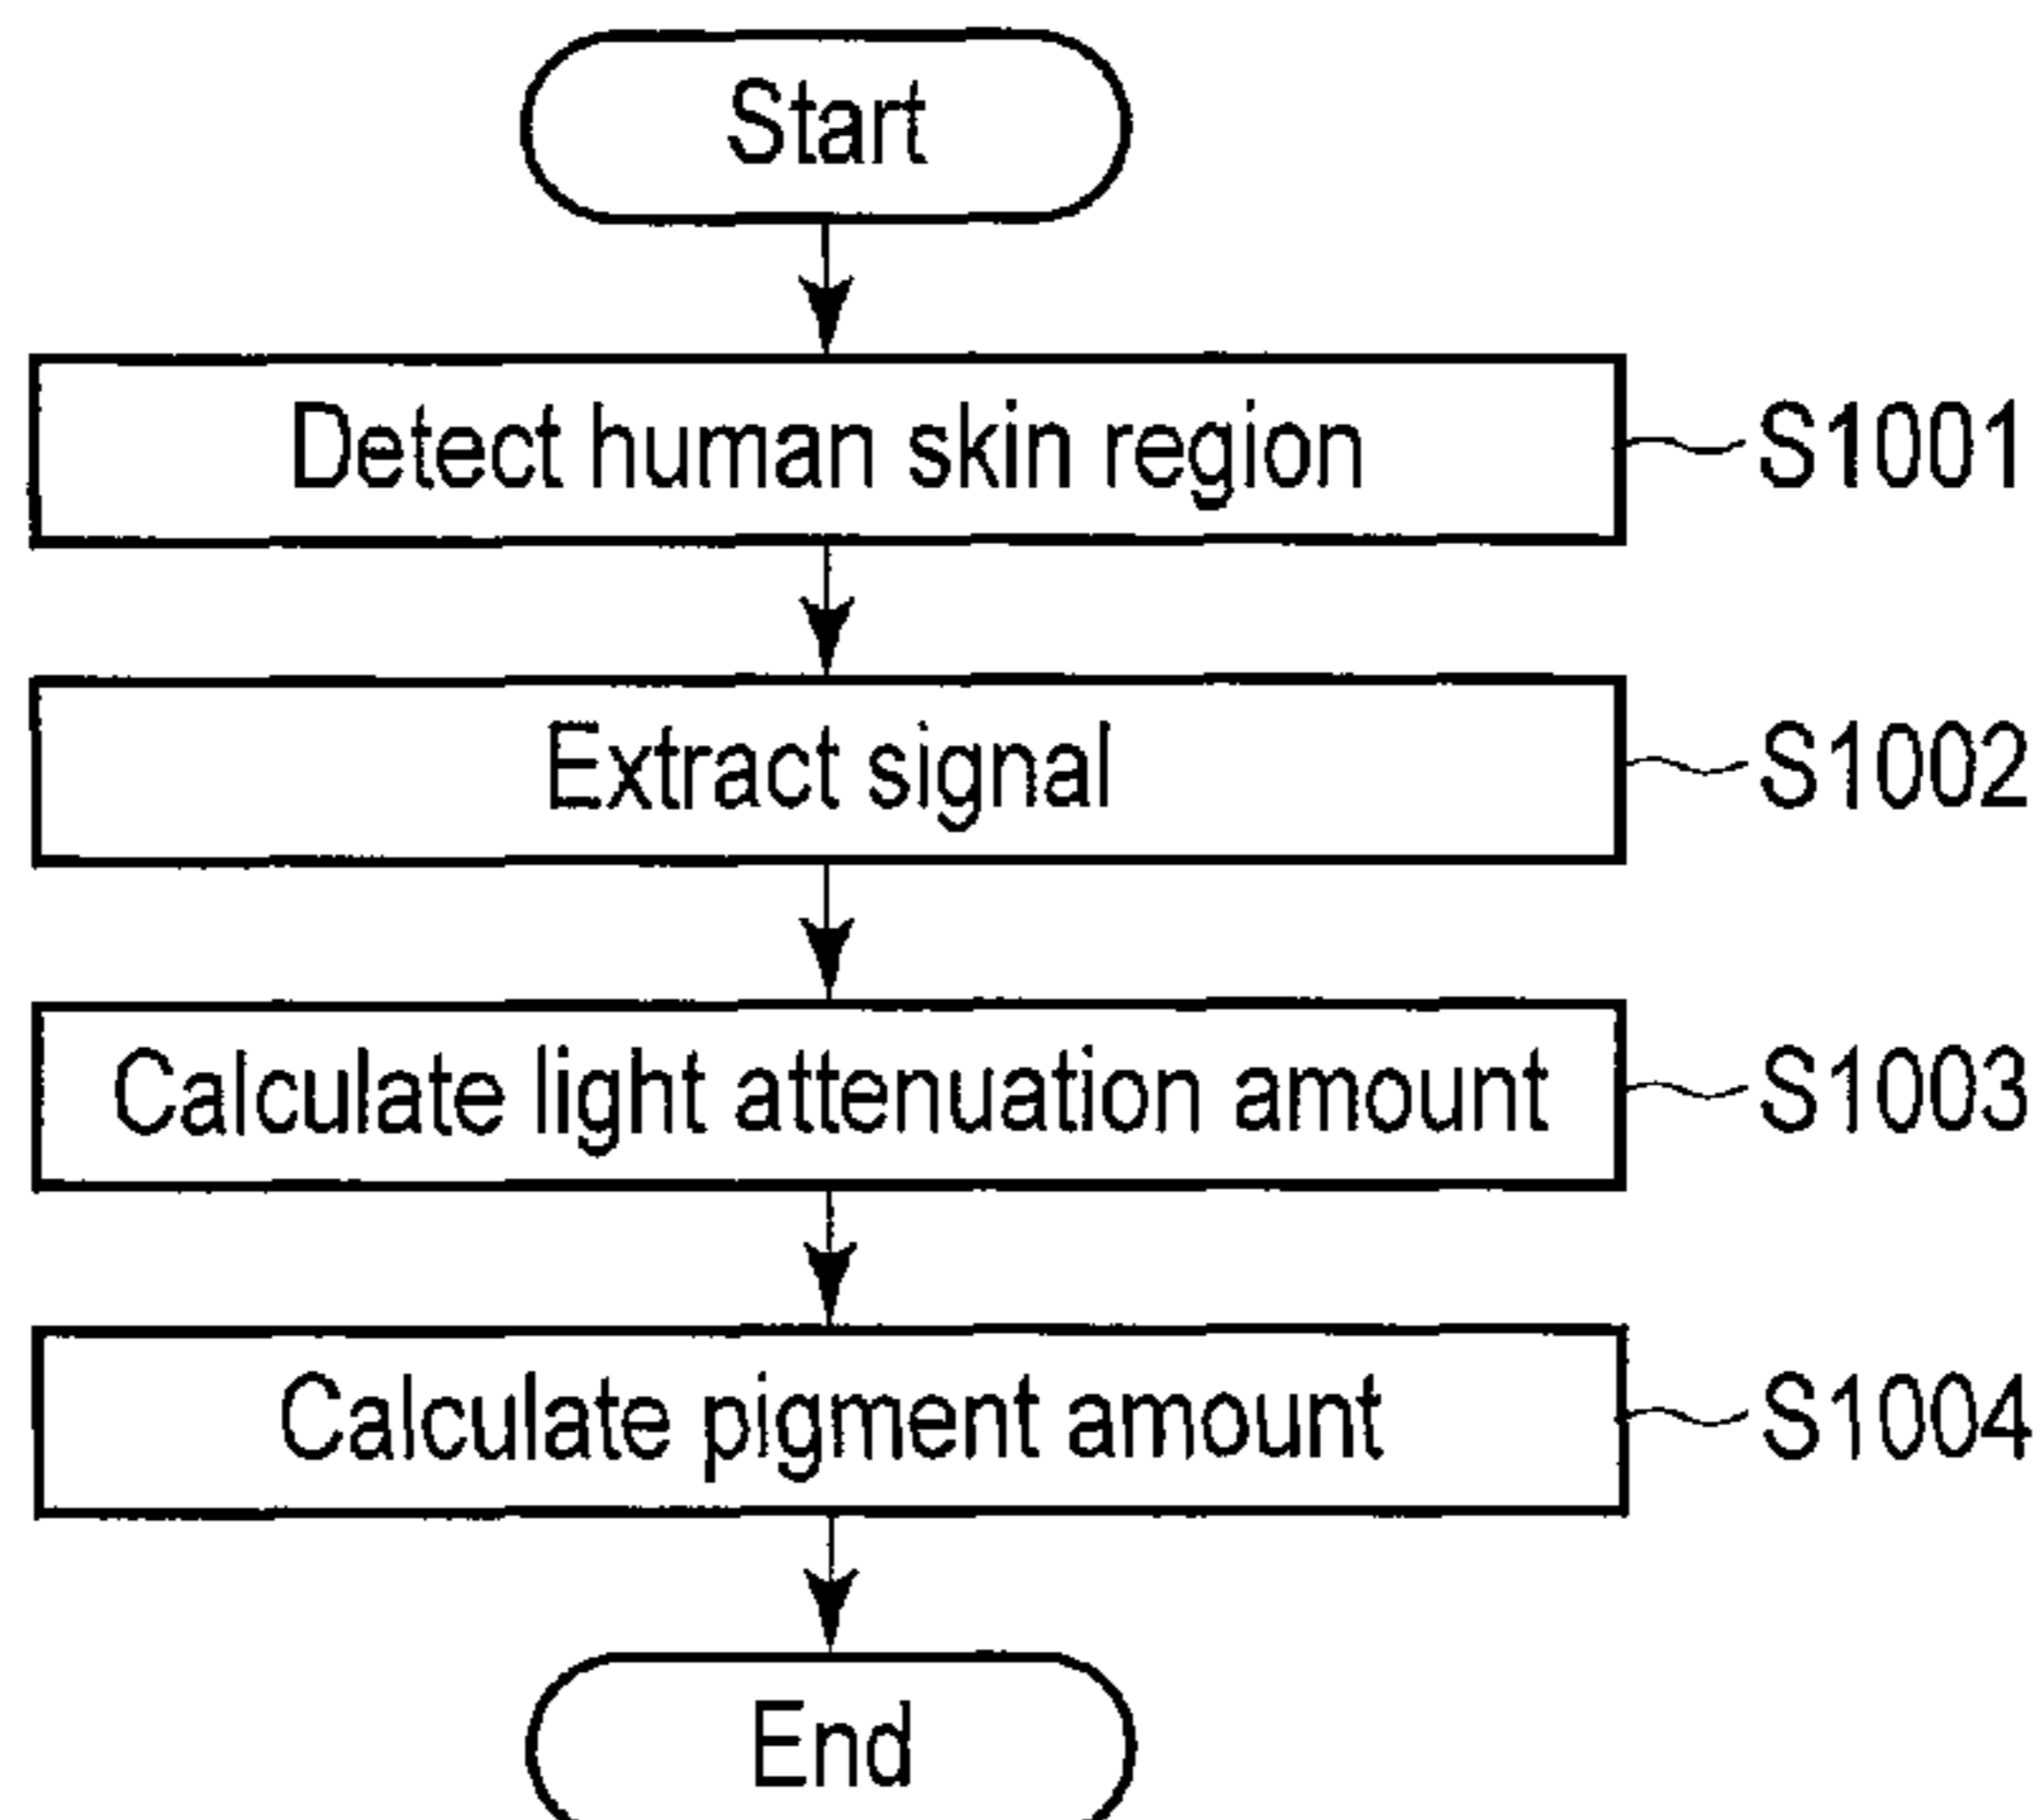 Start
Detect human skin region S1001
Extract signal S1002
Calculate light attenuation amount S1003
Calculate pigment amount S1004
End